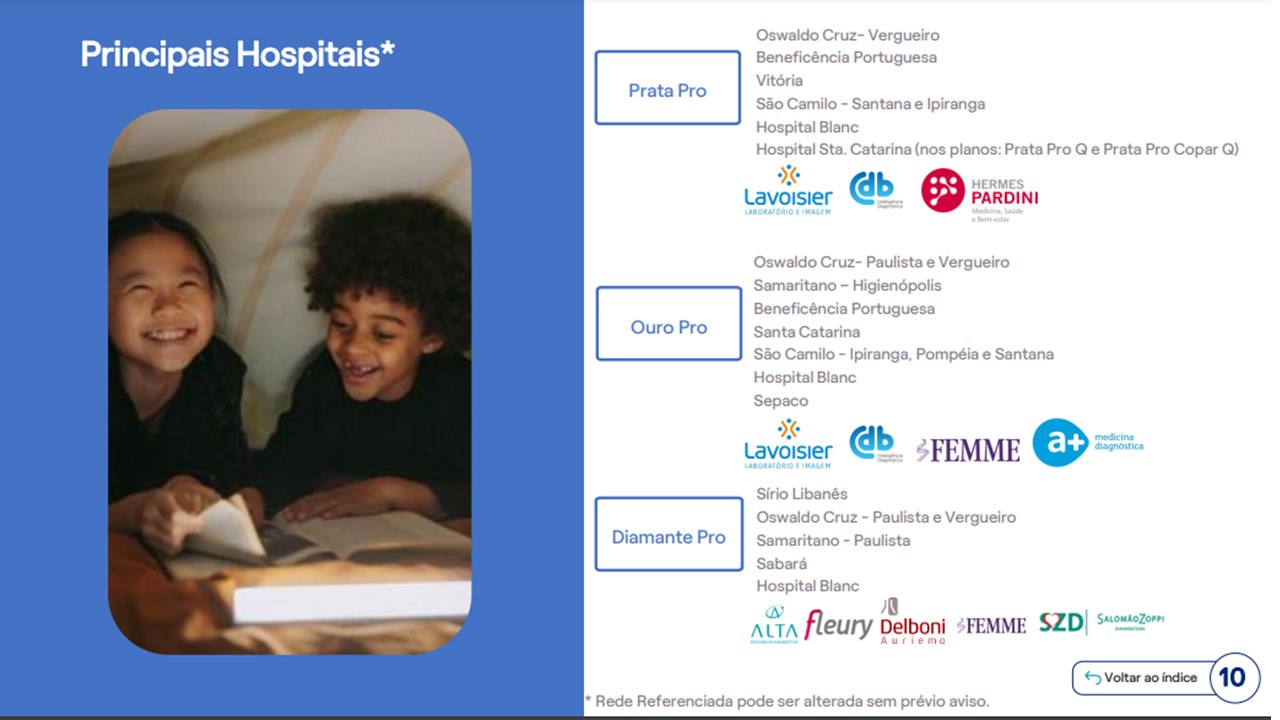 Principais Hospitais*
Prata Pro
Oswaldo Cruz- Vergueiro
Beneficência Portuguesa
Vitória
São Camilo - Santana e Ipiranga
Hospital Blanc
Hospital Sta. Catarina (nos planos: Prata Pro Q e Prata Pro Copar Q)
LAVOISIER
LABORATÓRIO E IMAGEM
cdb
Inteligência
Diagnóstica
HERMES
PARDINI
Medicina, Saúde
e Bem-estar
Ouro Pro
Oswaldo Cruz- Paulista e Vergueiro
Samaritano – Higienópolis
Beneficência Portuguesa
Santa Catarina
São Camilo - Ipiranga, Pompéia e Santana
Hospital Blanc
Sepaco
LAVOISIER
LABORATÓRIO E IMAGEM
cdb
Inteligência
Diagnóstica
FEMME
a+
medicina
diagnóstica
Diamante Pro
Sírio Libanês
Oswaldo Cruz - Paulista e Vergueiro
Samaritano - Paulista
Sabará
Hospital Blanc
ALTA
fleury
Delboni
Auriemo
FEMME
SZD
SALOMÃOZOPPI
DIAGNÓSTICOS
Voltar ao índice
10
* Rede Referenciada pode ser alterada sem prévio aviso.